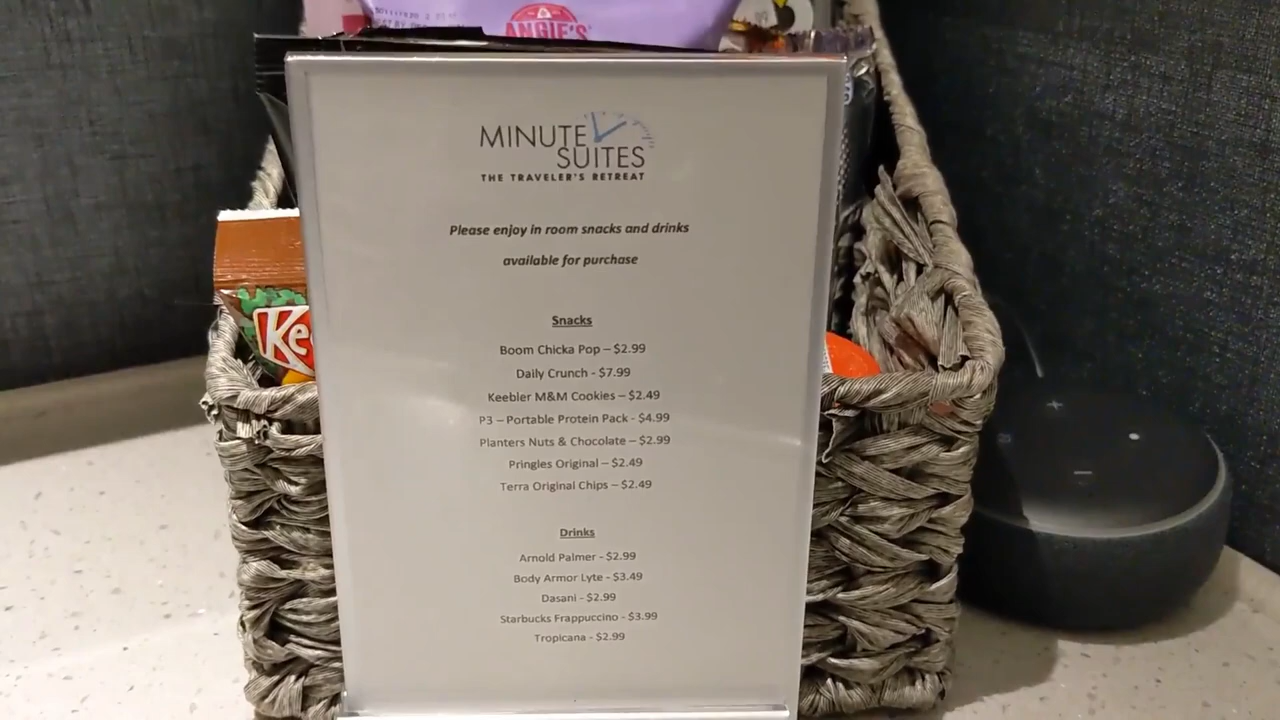 ANGIE'S
MINUTE
SUITES
THE TRAVELER'S RETREAT
Please enjoy in room snacks and drinks
available for purchase
Snacks
Boom Chicka Pop – $2.99
Daily Crunch - $7.99
Keebler M&M Cookies – $2.49
P3 – Portable Protein Pack - $4.99
Planters Nuts & Chocolate – $2.99
Pringles Original – $2.49
Terra Original Chips – $2.49
Drinks
Arnold Palmer - $2.99
Body Armor Lyte - $3.49
Dasani - $2.99
Starbucks Frappuccino - $3.99
Tropicana - $2.99
Ke